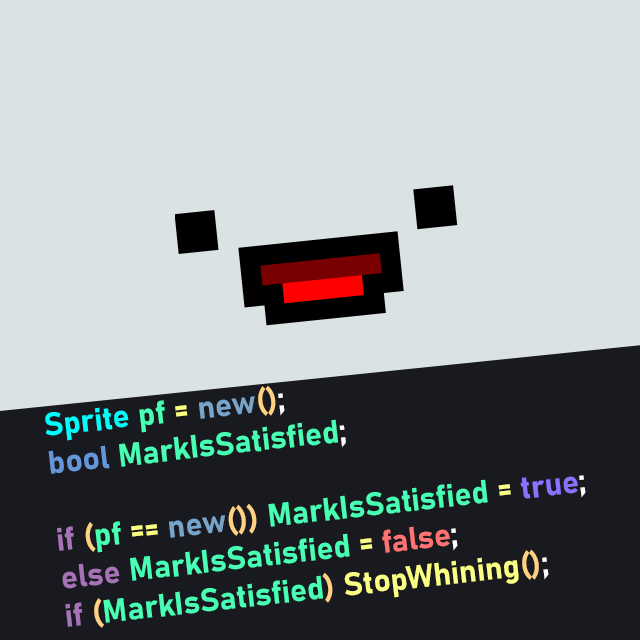 Sprite pf = new();
bool MarkIsSatisfied;
if (pf == new()) MarkIsSatisfied = true;
else MarkIsSatisfied = false;
if (MarkIsSatisfied) StopWhining();